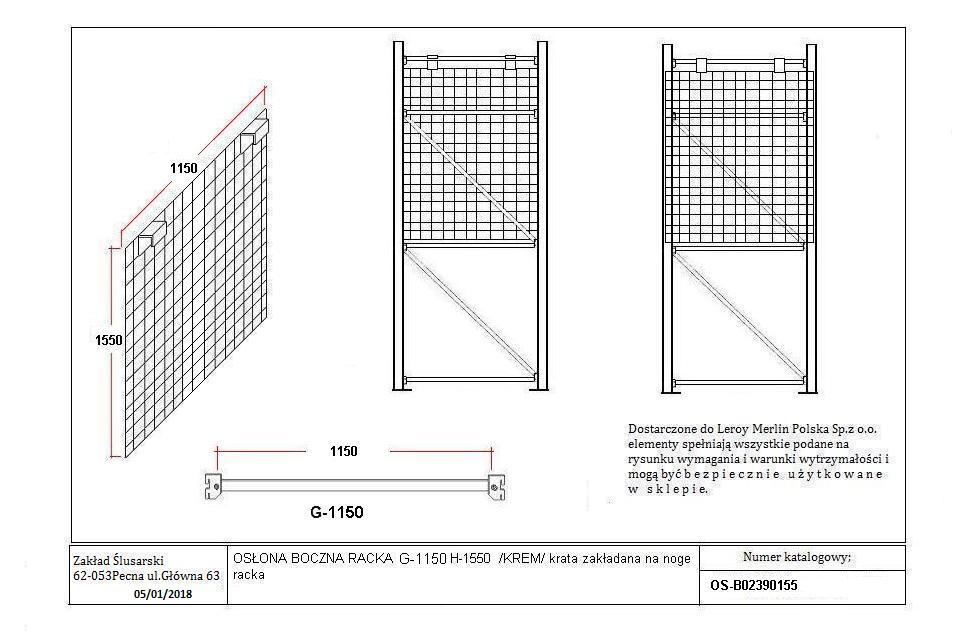 1150
1550
1150
G-1150
Dostarczone do Leroy Merlin Polska Sp.z o.o.
elementy spełniają wszystkie podane na
rysunku wymagania i warunki wytrzymałości i
mogą być b e z p i e c z n i e u ż y t k o w a n e
w s k l e p i e.
Zakład Ślusarski
62-053Pecna ul.Główna 63
05/01/2018
OSŁONA BOCZNA RACKA G-1150 H-1550 /KREM/ krata zakładana na noge
racka
Numer katalogowy;
OS-B02390155